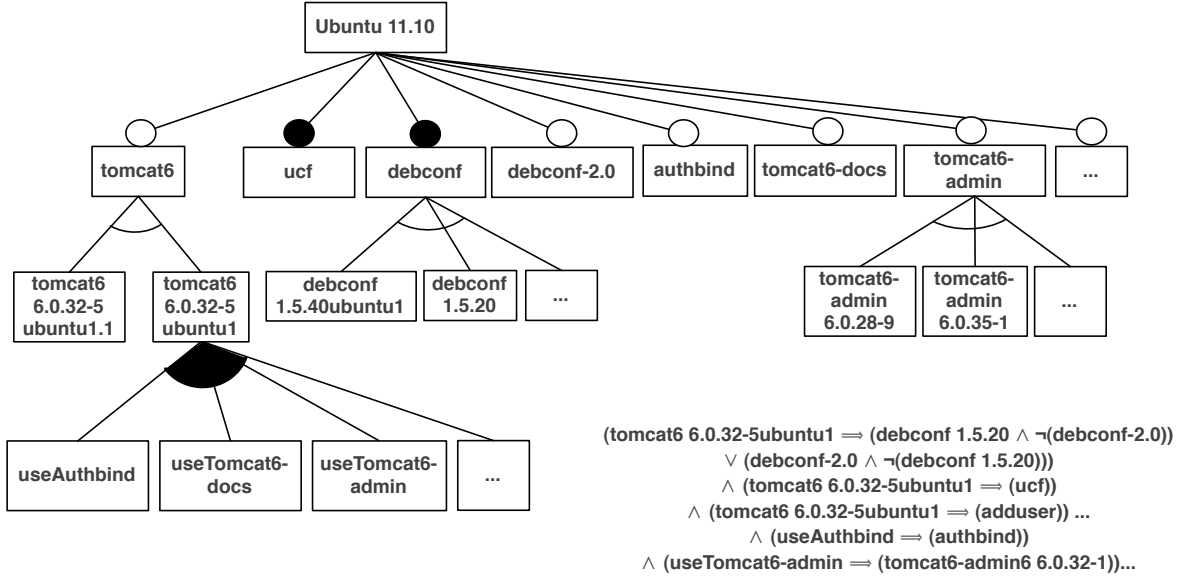 Ubuntu 11.10
tomcat6
ucf
debconf
debconf-2.0
authbind
tomcat6-docs
tomcat6-
admin
...
tomcat6
6.0.32-5
ubuntu1.1
tomcat6
6.0.32-5
ubuntu1
debconf
1.5.40ubuntu1
debconf
1.5.20
...
tomcat6-
admin
6.0.28-9
tomcat6-
admin
6.0.35-1
...
useAuthbind
useTomcat6-
docs
useTomcat6-
admin
...
(tomcat6 6.0.32-5ubuntu1 ⟹ (debconf 1.5.20 ∧ ¬(debconf-2.0))
∨ (debconf-2.0 ∧ ¬(debconf 1.5.20)))
∧ (tomcat6 6.0.32-5ubuntu1 ⟹ (ucf))
∧ (tomcat6 6.0.32-5ubuntu1 ⟹ (adduser)) ...
∧ (useAuthbind ⟹ (authbind))
∧ (useTomcat6-admin ⟹ (tomcat6-admin6 6.0.32-1))...